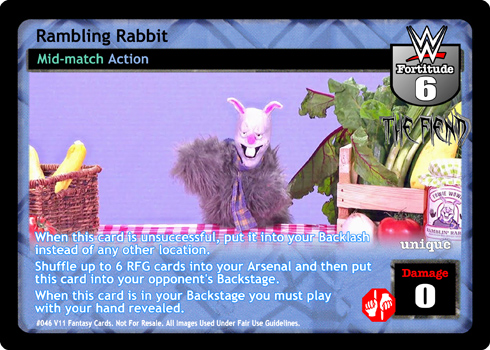 Rambling Rabbit
Mid-match Action
W
Fortitude
6
THE FIEND
When this card is unsuccessful, put it into your Backlash
instead of any other location.
unique
Shuffle up to 6 RFG cards into your Arsenal and then put
this card into your opponent's Backstage.
When this card is in your Backstage you must play
with your hand revealed.
Damage
0
#046 V11 Fantasy Cards. Not For Resale. All Images Used Under Fair Use Guidelines.